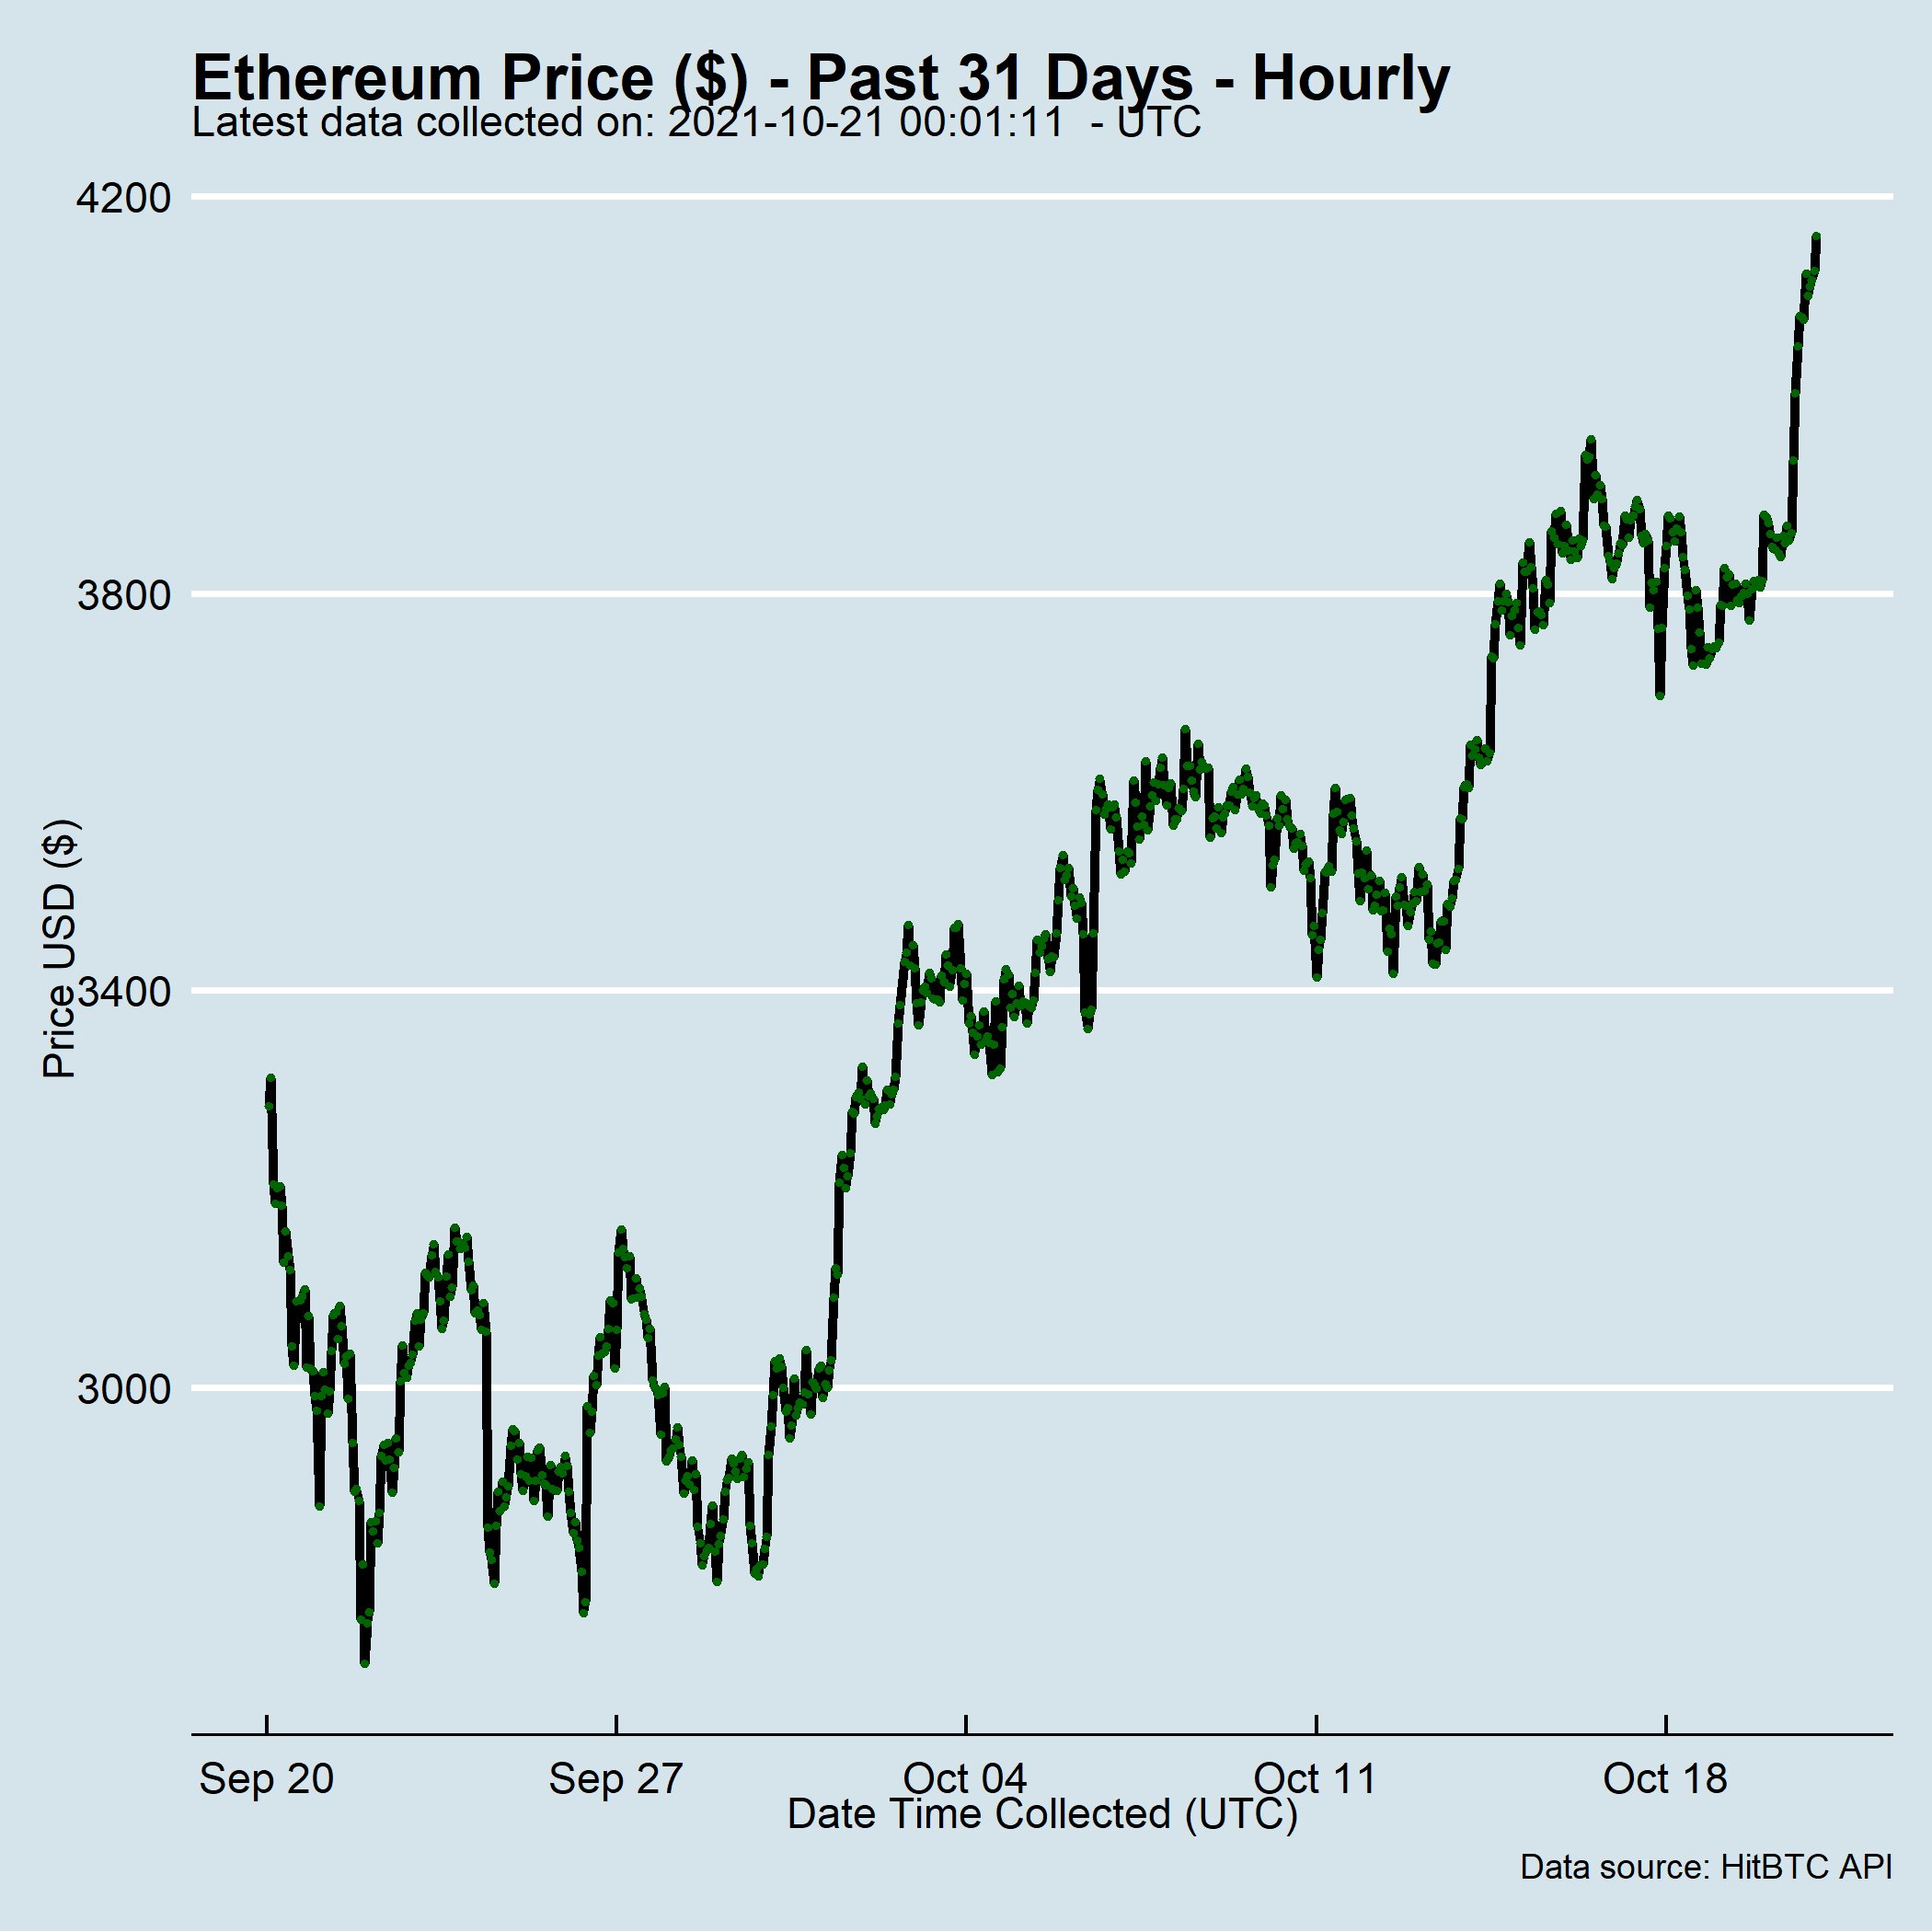 Ethereum Price ($) - Past 31 Days - Hourly
Latest data collected on: 2021-10-21 00:01:11  - UTC
4200
3800
3400
3000
Price USD ($)
Sep 20
Sep 27
Oct 04
Oct 11
Oct 18
Date Time Collected (UTC)
Data source: HitBTC API